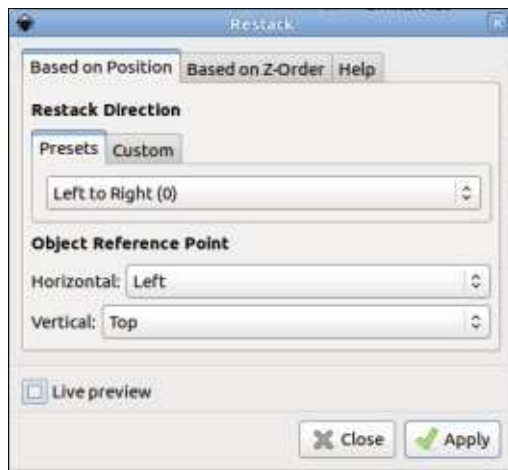 Restack
Based on Position Based on Z-Order Help
Restack Direction
Presets Custom
Left to Right (0)
Object Reference Point
Horizontal: Left
Vertical: Top
Live preview
Close Apply